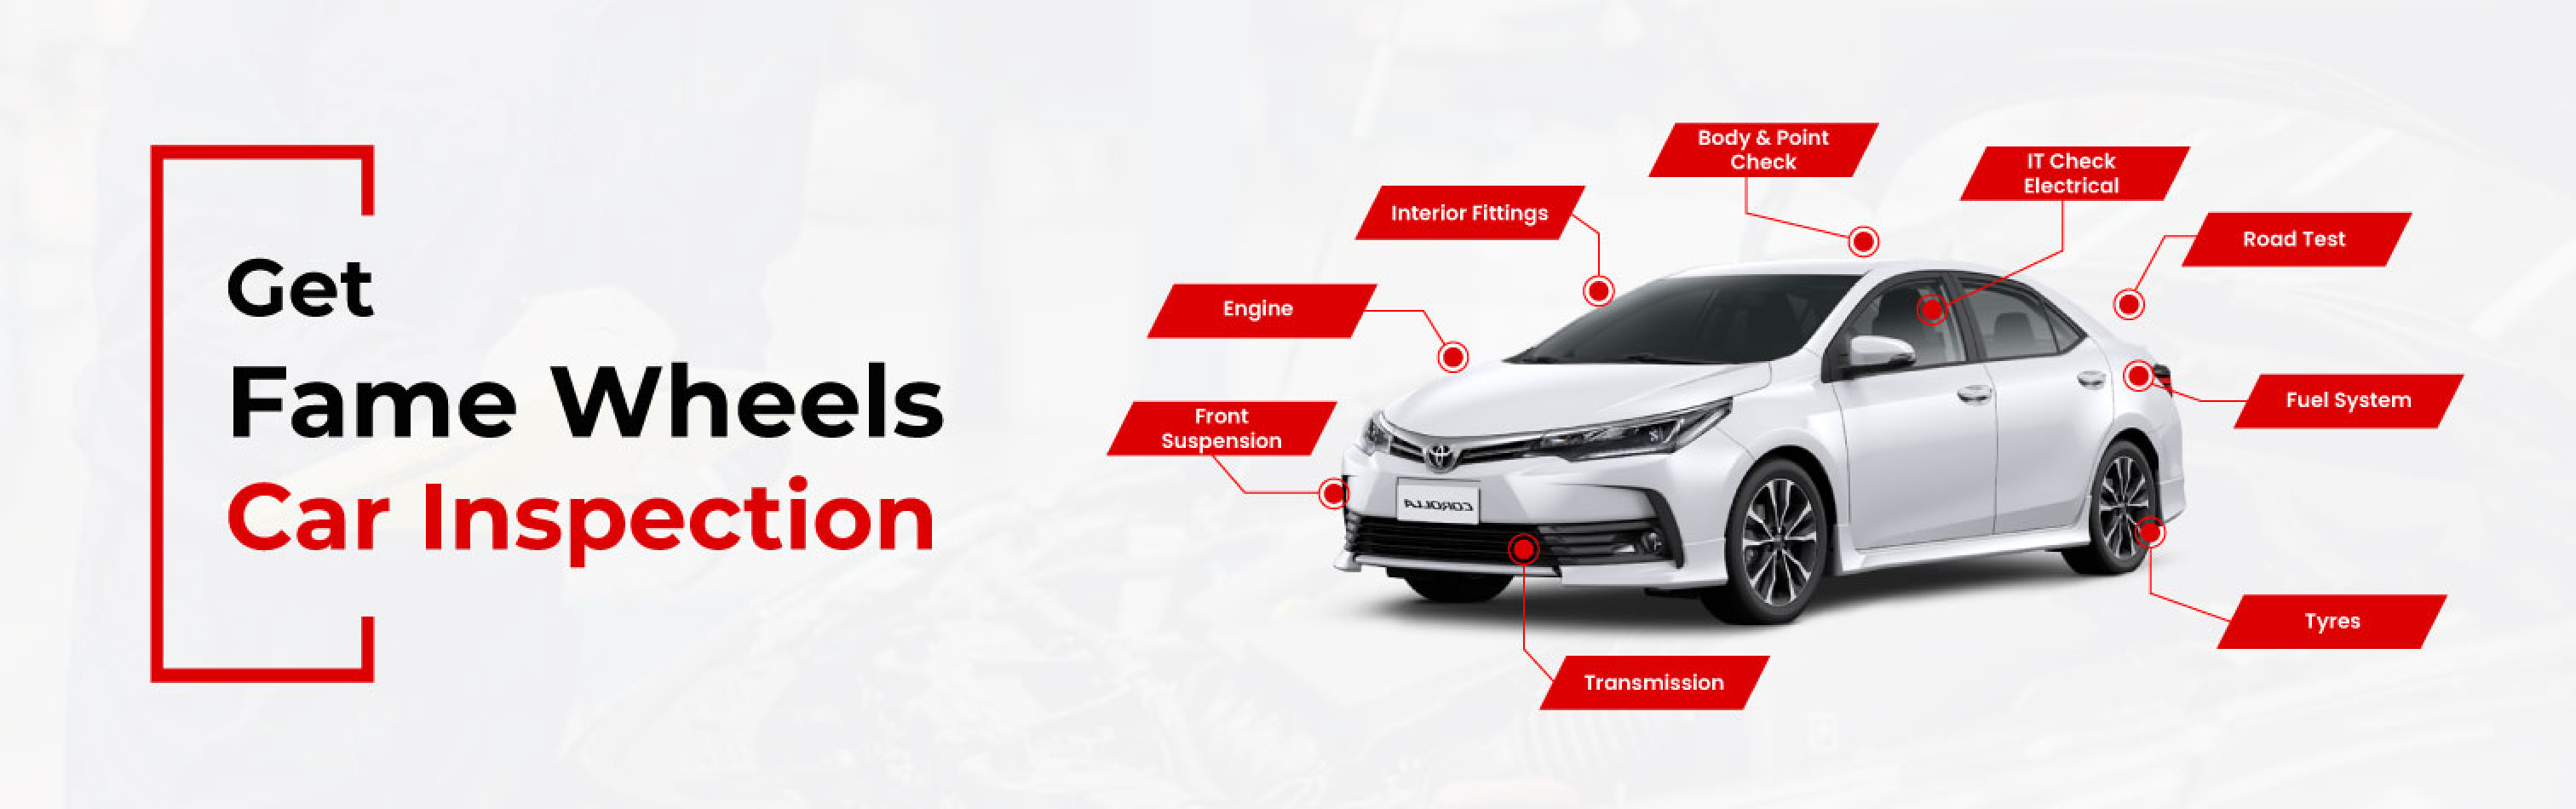 Get
Fame Wheels
Car Inspection
Body & Point
Check
IT Check
Electrical
Interior Fittings
Road Test
Engine
Fuel System
Front
Suspension
COROLLA
Tyres
Transmission